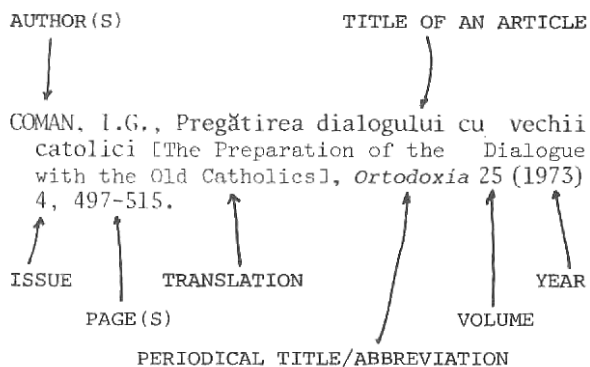 AUTHOR(S) TITLE OF AN ARTICLE
COMAN, I.G., Pregătirea dialogului cu vechii
catolici [The Preparation of the Dialogue
with the Old Catholics], Ortodoxia 25 (1973)
4, 497-515.
ISSUE TRANSLATION YEAR
PAGE(S) VOLUME
PERIODICAL TITLE/ABBREVIATION